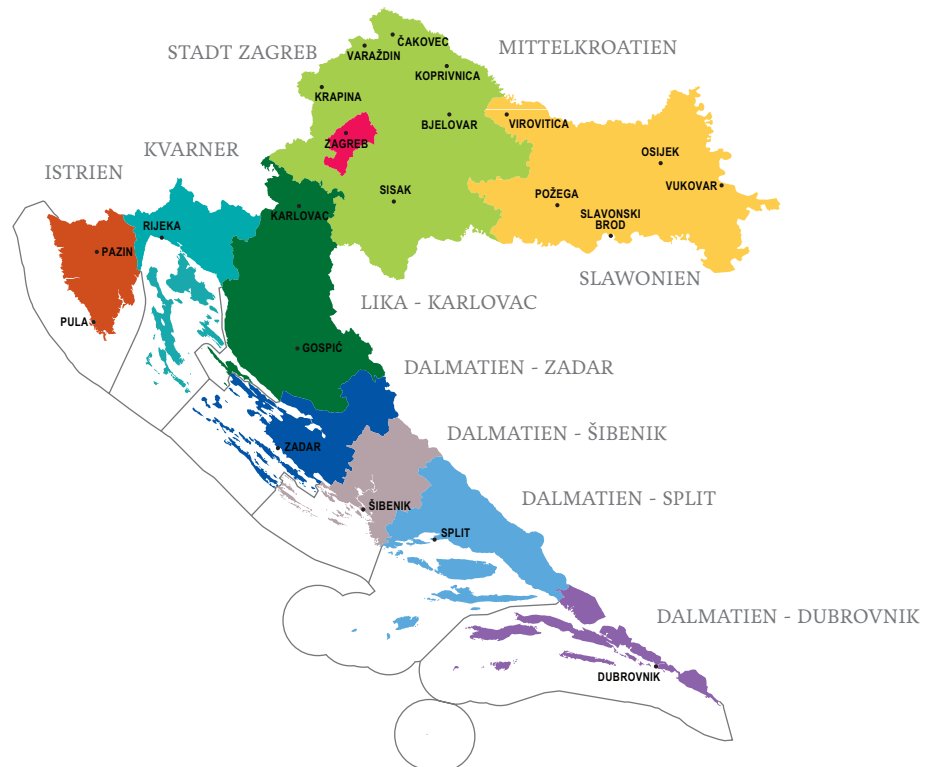 ČAKOVEC
STADT ZAGREB
MITTELKROATIEN
VARAŽDIN
KOPRIVNICA
KRAPINA
BJELOVAR
VIROVITICA
ZAGREB
KVARNER
OSIJEK
ISTRIEN
VUKOVAR
SISAK
POŽEGA
KARLOVAC
SLAVONSKI
BROD
RIJEKA
PAZIN
SLAWONIEN
LIKA - KARLOVAC
PULA
GOSPIĆ
DALMATIEN - ZADAR
DALMATIEN - ŠIBENIK
ZADAR
DALMATIEN - SPLIT
ŠIBENIK
SPLIT
DALMATIEN - DUBROVNIK
DUBROVNIK